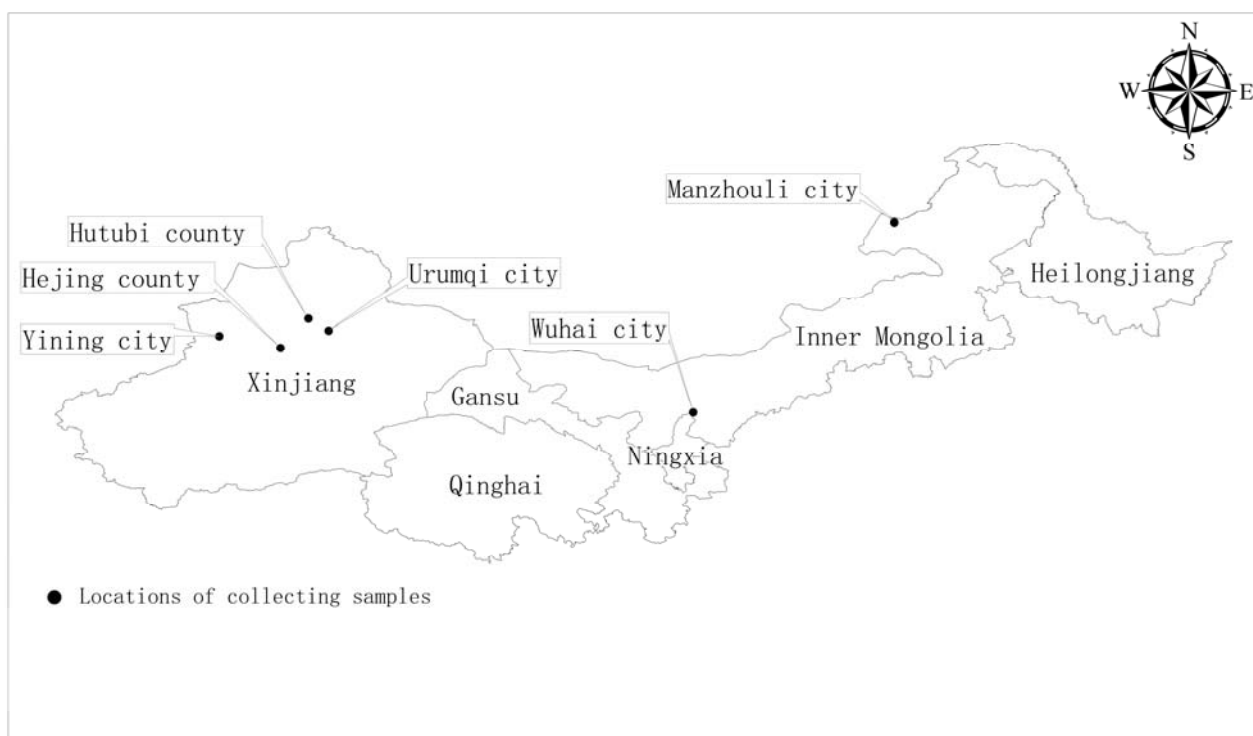 N
W
E
S
Manzhouli city
Hutubi county
Hejing county
Urumqi city
Heilongjiang
Yining city
Wuhai city
Inner Mongolia
Xinjiang
Gansu
Ningxia
Qinghai
Locations of collecting samples